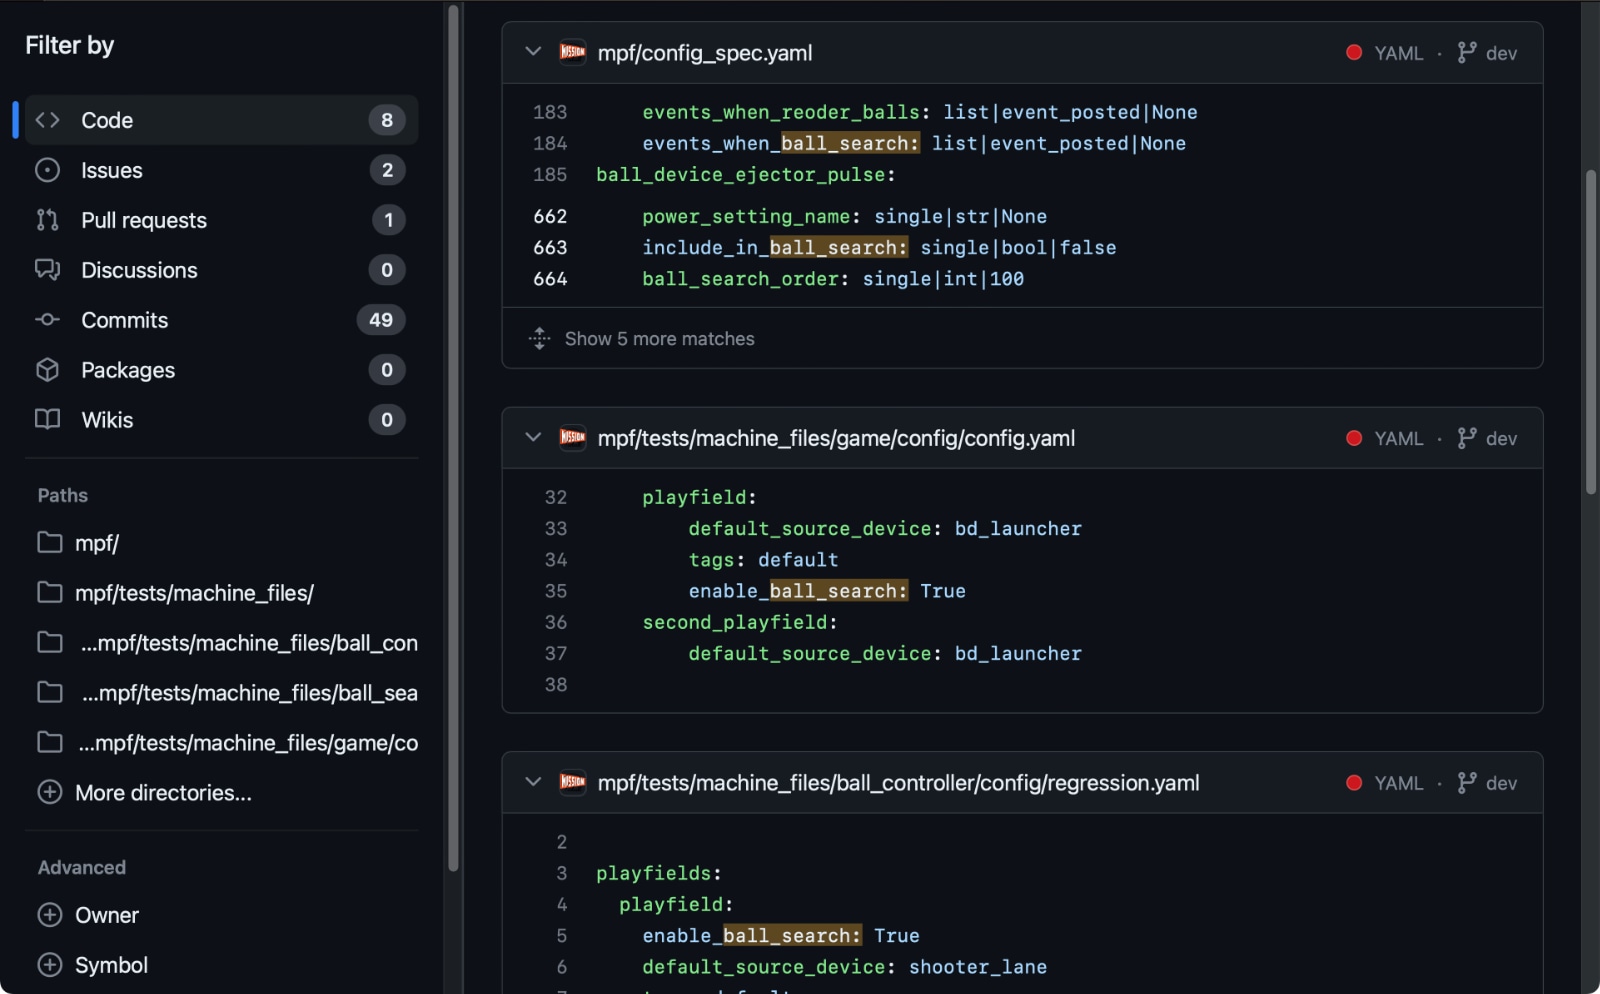 Filter by
Code 8
Issues 2
Pull requests 1
Discussions 0
Commits 49
Packages 0
Wikis 0
Paths
mpf/
mpf/tests/machine_files/
...mpf/tests/machine_files/ball_con
...mpf/tests/machine_files/ball_sea
...mpf/tests/machine_files/game/co
More directories...
Advanced
Owner
Symbol
MISSION mpf/config_spec.yaml YAML · dev
183 events_when_reoder_balls: list|event_posted|None
184 events_when_ball_search: list|event_posted|None
185 ball_device_ejector_pulse:
662 power_setting_name: single|str|None
663 include_in_ball_search: single|bool|false
664 ball_search_order: single|int|100
Show 5 more matches
MISSION mpf/tests/machine_files/game/config/config.yaml YAML · dev
32 playfield:
33 default_source_device: bd_launcher
34 tags: default
35 enable_ball_search: True
36 second_playfield:
37 default_source_device: bd_launcher
38
MISSION mpf/tests/machine_files/ball_controller/config/regression.yaml YAML · dev
2
3 playfields:
4 playfield:
5 enable_ball_search: True
6 default_source_device: shooter_lane